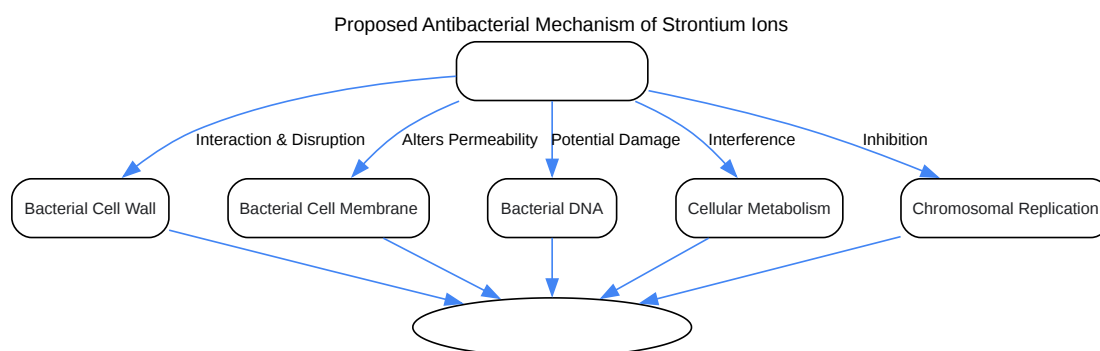 Proposed Antibacterial Mechanism of Strontium Ions
Interaction & Disruption
Alters Permeability
Potential Damage
Interference
Inhibition
Bacterial Cell Wall
Bacterial Cell Membrane
Bacterial DNA
Cellular Metabolism
Chromosomal Replication